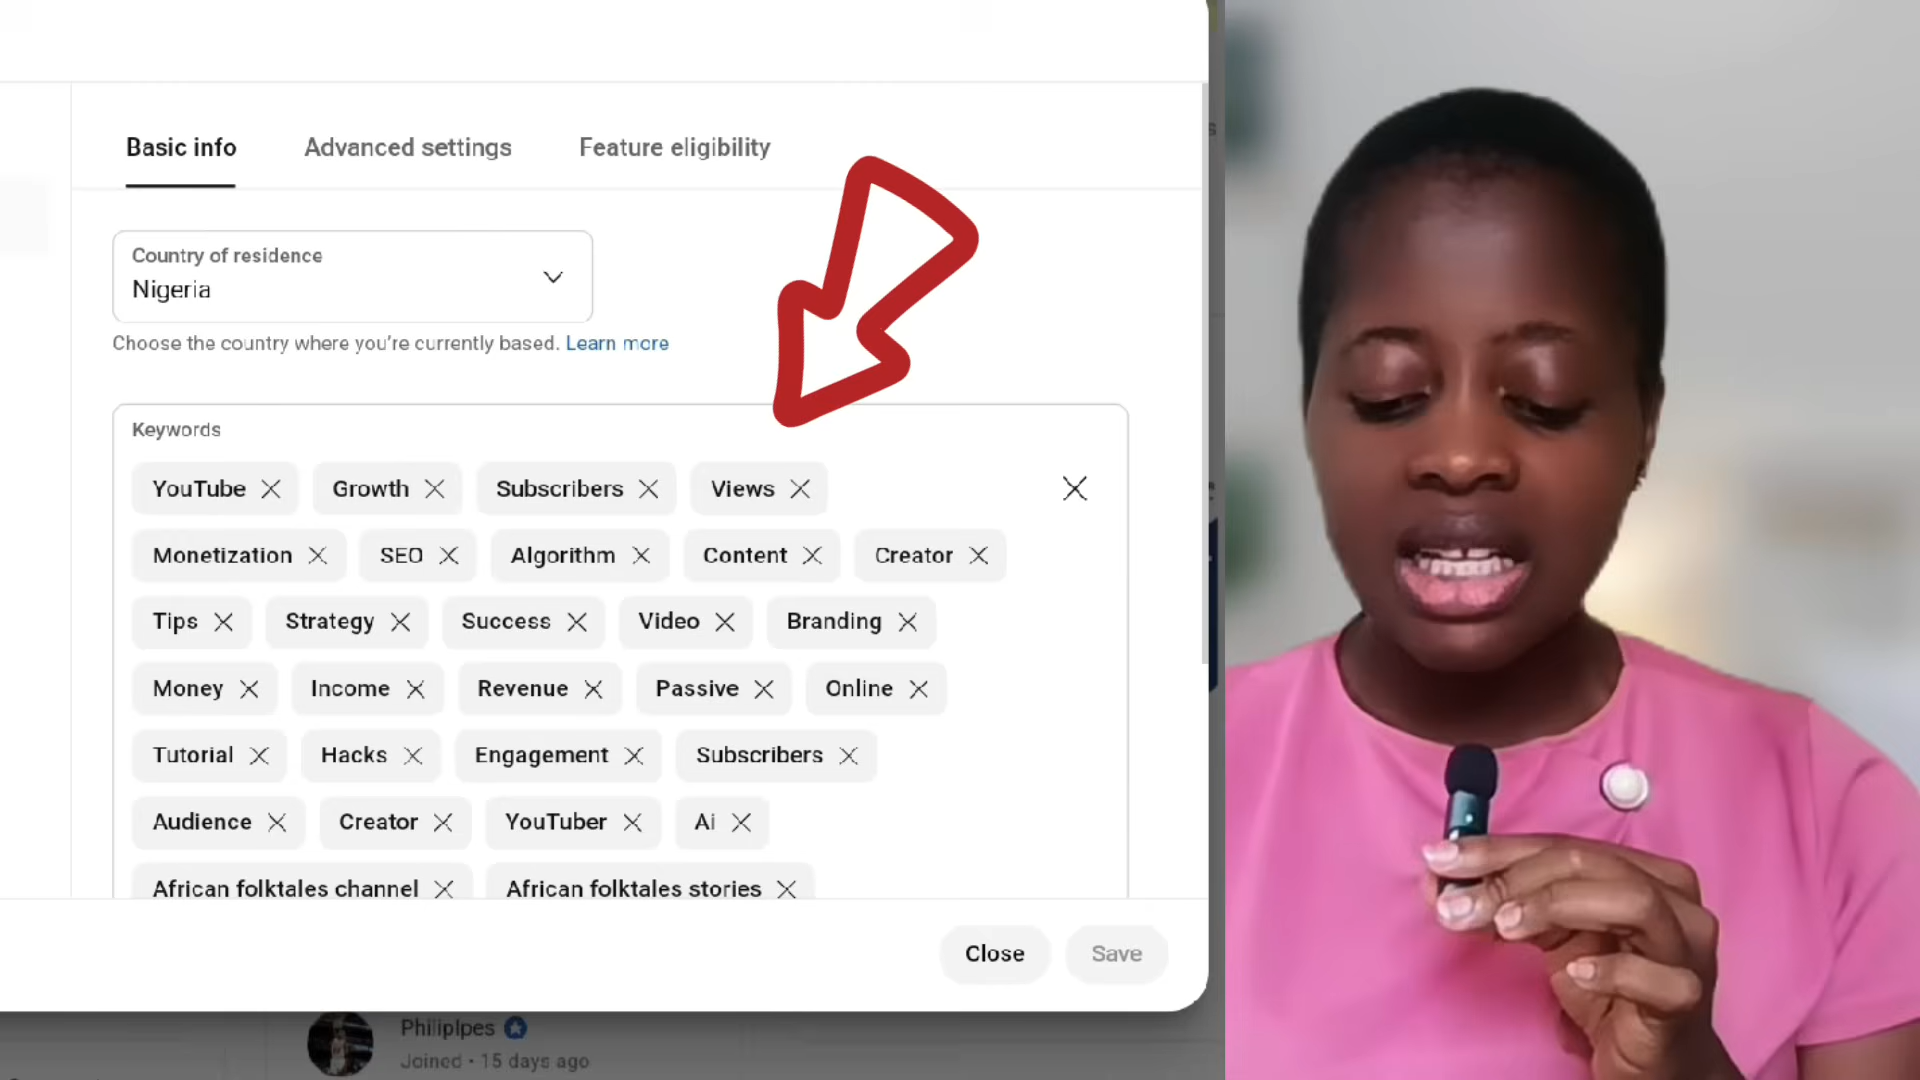 Basic info Advanced settings Feature eligibility
Country of residence
Nigeria
Choose the country where you're currently based. Learn more
Keywords
YouTube Growth Subscribers Views
Monetization SEO Algorithm Content Creator
Tips Strategy Success Video Branding
Money Income Revenue Passive Online
Tutorial Hacks Engagement Subscribers
Audience Creator YouTuber Ai
African folktales channel African folktales stories
Close Save
Joined • 15 days ago